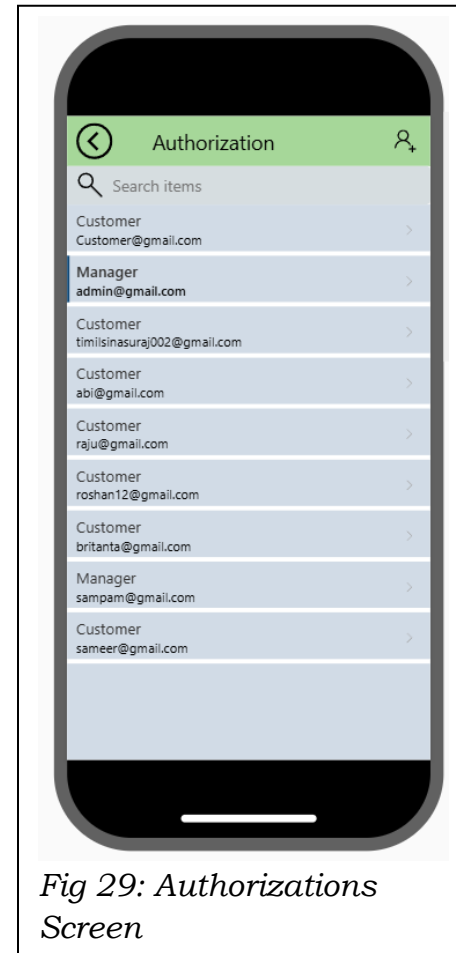 Authorization
Search items
Customer
Customer@gmail.com
Manager
admin@gmail.com
Customer
timilsinasuraj002@gmail.com
Customer
abi@gmail.com
Customer
raju@gmail.com
Customer
roshan12@gmail.com
Customer
britanta@gmail.com
Manager
sampam@gmail.com
Customer
sameer@gmail.com
Fig 29: Authorizations
Screen